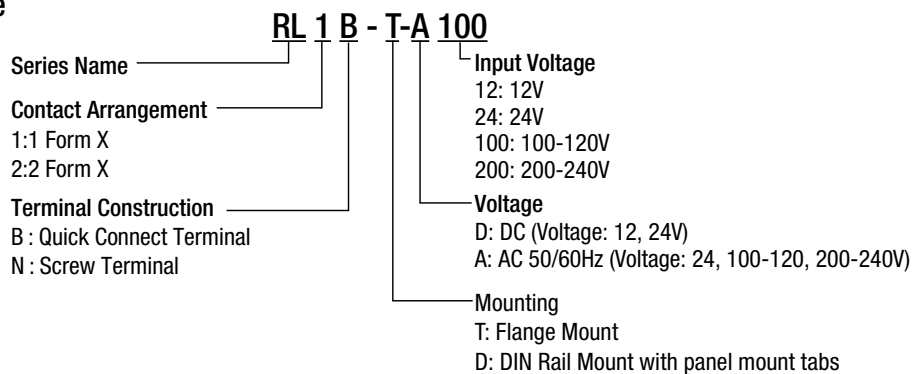 e
RL 1 B - T-A 100
Series Name
Contact Arrangement
1:1 Form X
2:2 Form X
Terminal Construction
B : Quick Connect Terminal
N : Screw Terminal
Input Voltage
12: 12V
24: 24V
100: 100-120V
200: 200-240V
Voltage
D: DC (Voltage: 12, 24V)
A: AC 50/60Hz (Voltage: 24, 100-120, 200-240V)
Mounting
T: Flange Mount
D: DIN Rail Mount with panel mount tabs